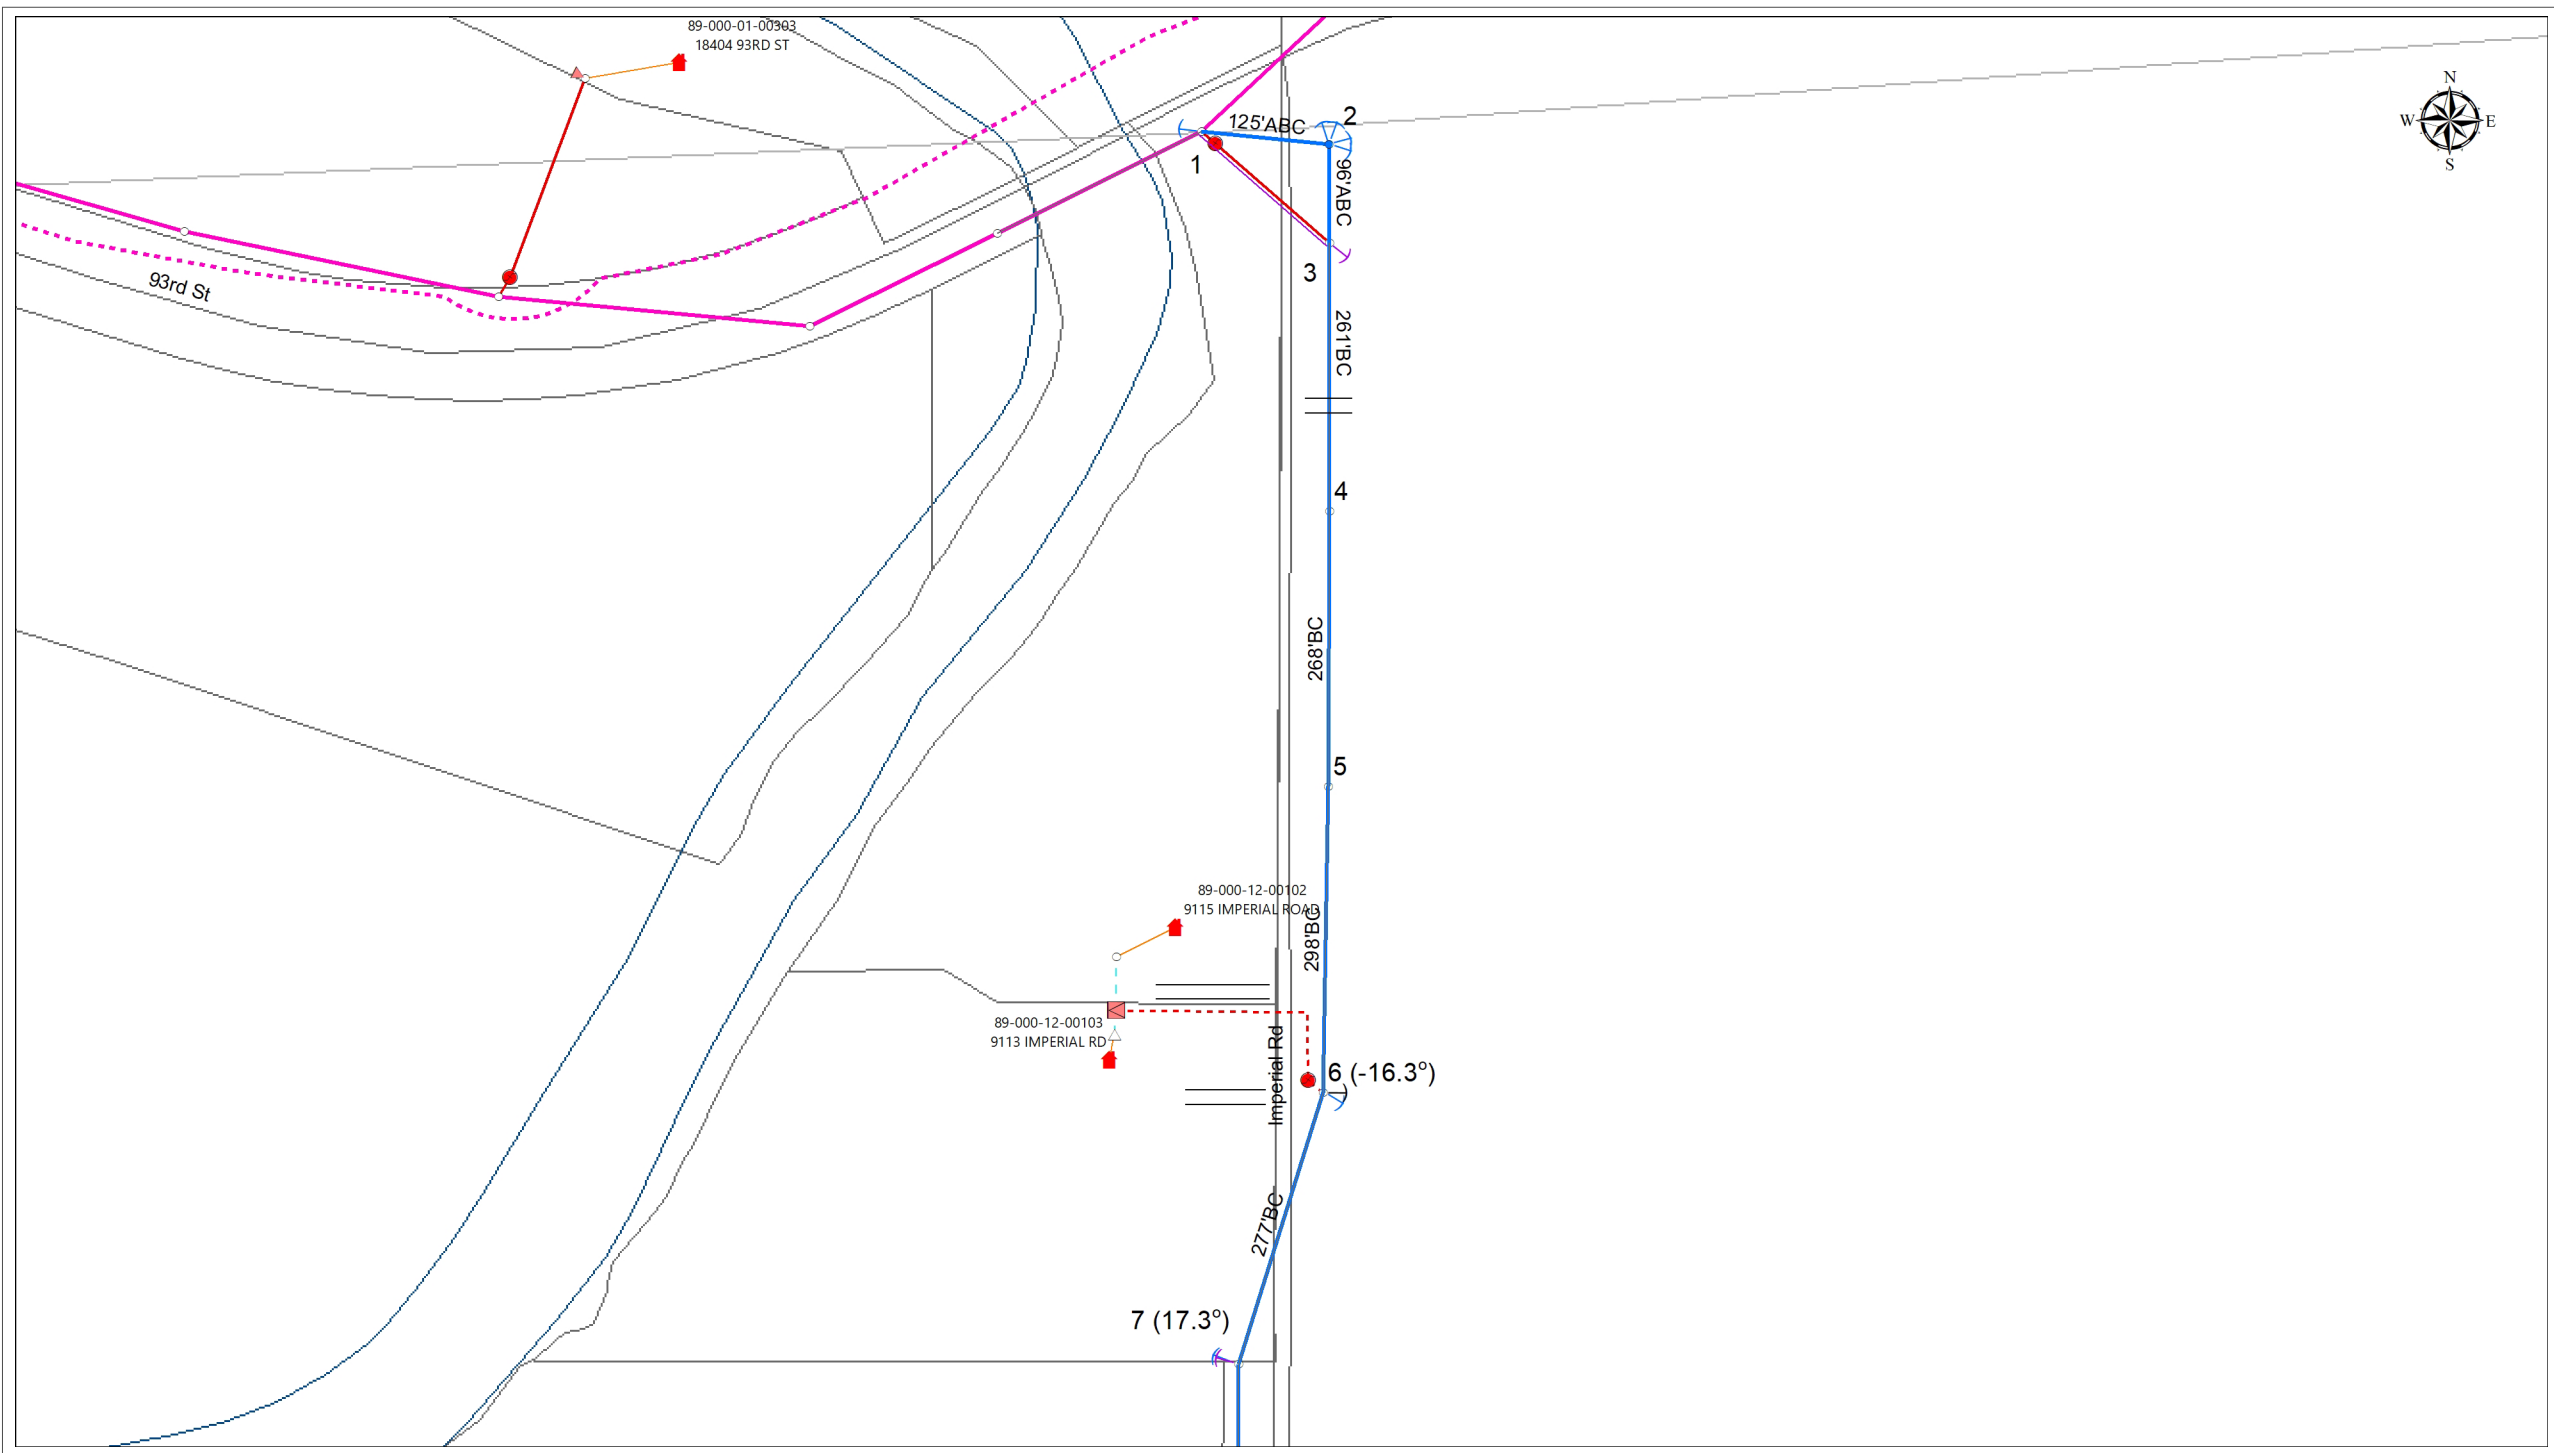 89-000-01-00303
18404 93RD ST
N
W
E
S
125'ABC
2
1
96'ABC
3
93rd St
261'BC
4
268'BC
5
89-000-12-00102
9115 IMPERIAL ROAD
298'BC
89-000-12-00103
9113 IMPERIAL RD
Imperial Rd
6 (-16.3°)
277'BC
7 (17.3°)